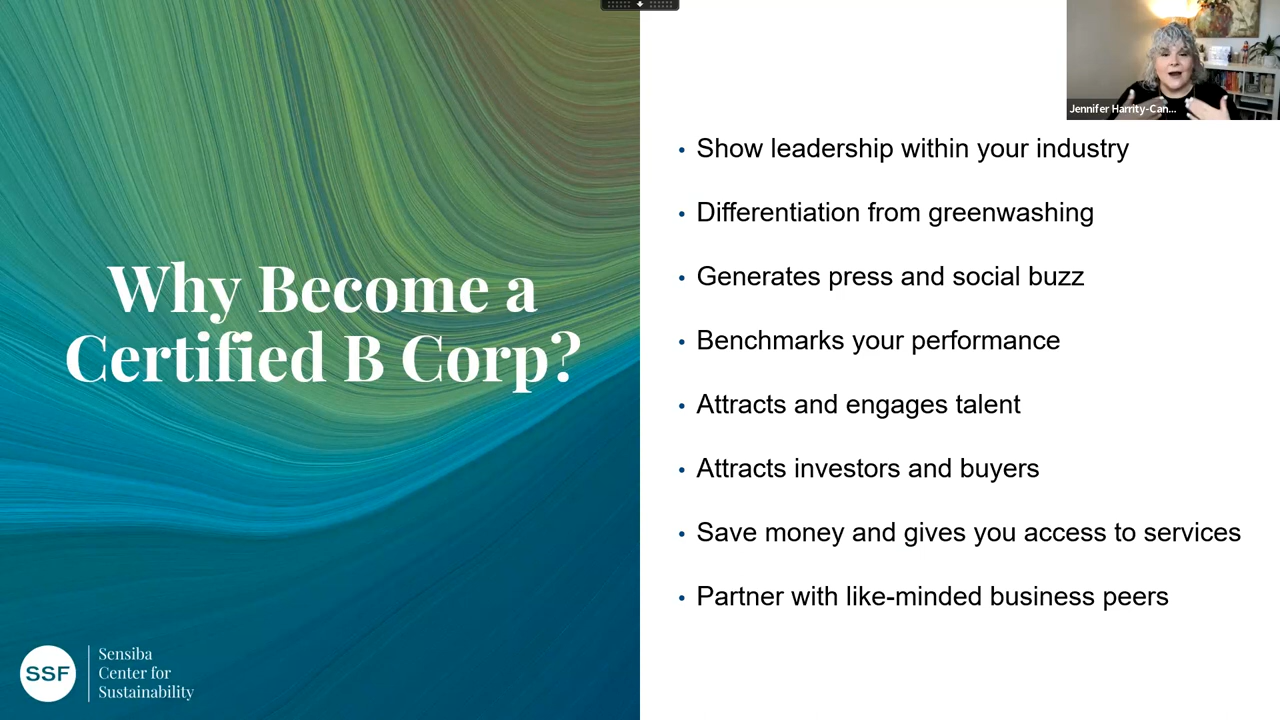 Jennifer Harrity-Can...
Why Become a
Certified B Corp?
• Show leadership within your industry
• Differentiation from greenwashing
• Generates press and social buzz
• Benchmarks your performance
• Attracts and engages talent
• Attracts investors and buyers
• Save money and gives you access to services
• Partner with like-minded business peers
SSF
Sensiba
Center for
Sustainability